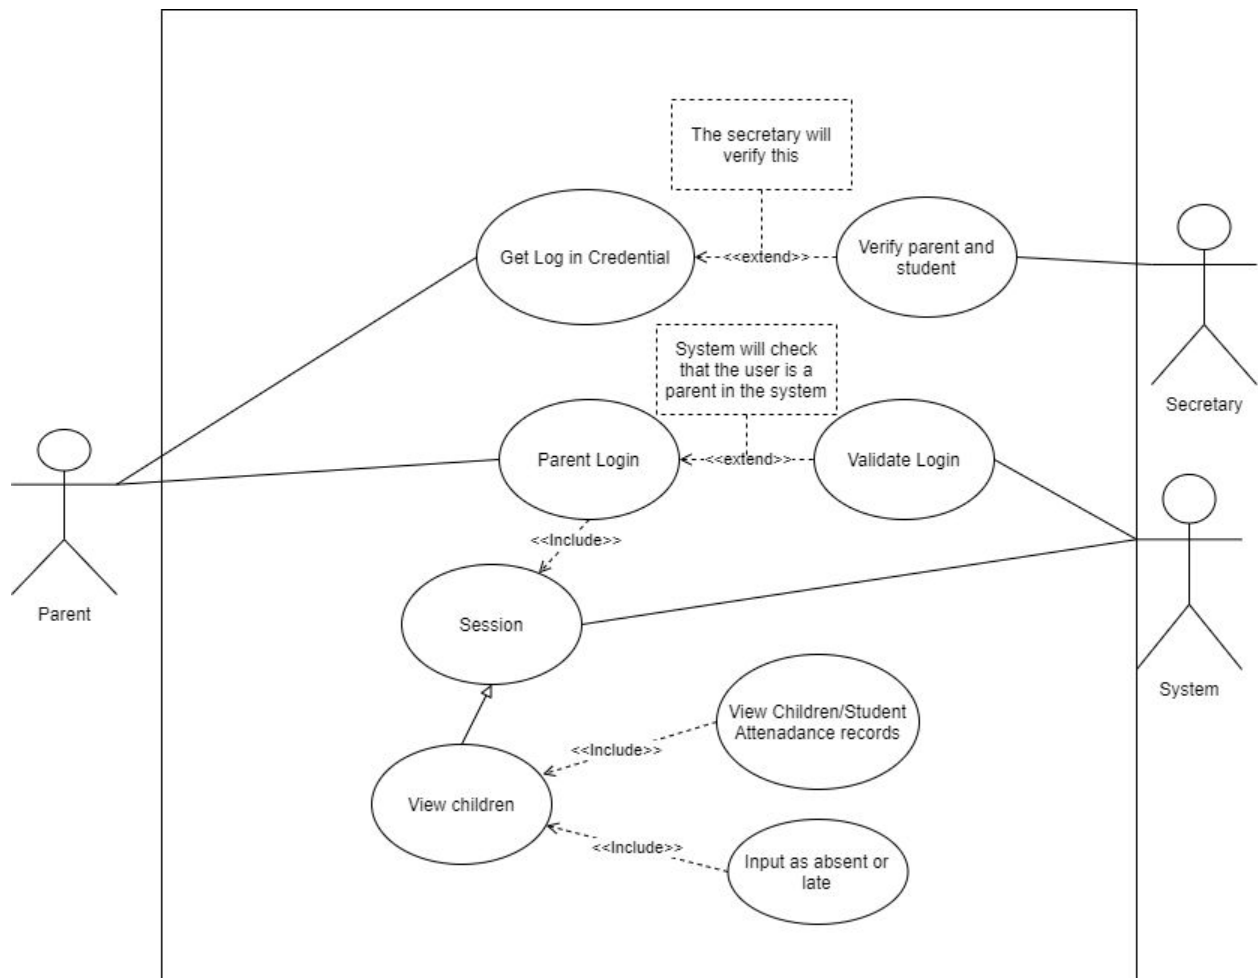 The secretary will
verify this
Get Log in Credential
<<extend>>
Verify parent and
student
Secretary
System will check
that the user is a
parent in the system
Parent Login
<<extend>>
Validate Login
<<Include>>
Parent
Session
System
View Children/Student
Attenadance records
<<Include>>
View children
<<Include>>
Input as absent or
late